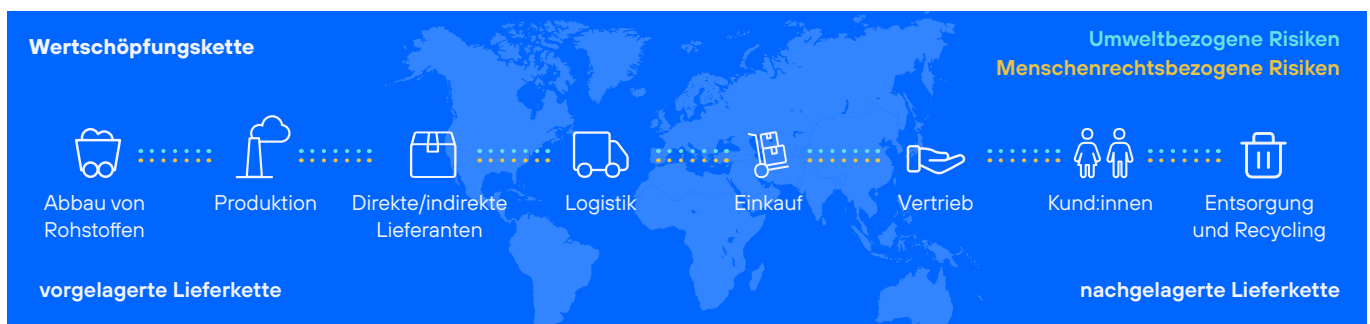 Wertschöpfungskette
Umweltbezogene Risiken
Menschenrechtsbezogene Risiken
Abbau von
Rohstoffen
Produktion
Direkte/indirekte
Lieferanten
Logistik
Einkauf
Vertrieb
Kund:innen
Entsorgung
und Recycling
vorgelagerte Lieferkette
nachgelagerte Lieferkette